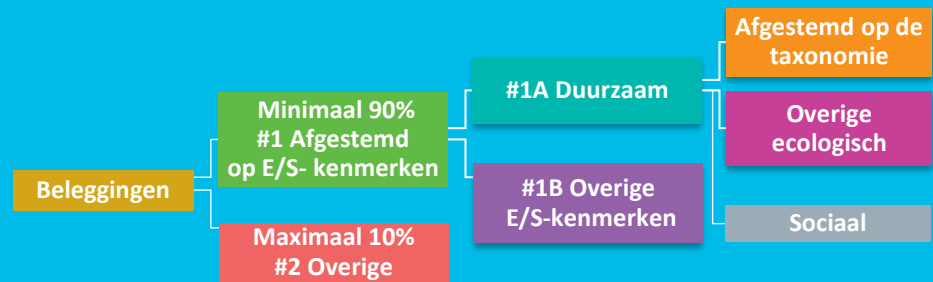 Beleggingen
Minimaal 90%
#1 Afgestemd
op E/S- kenmerken
Maximaal 10%
#2 Overige
#1A Duurzaam
#1B Overige
E/S-kenmerken
Afgestemd op de
taxonomie
Overige
ecologisch
Sociaal